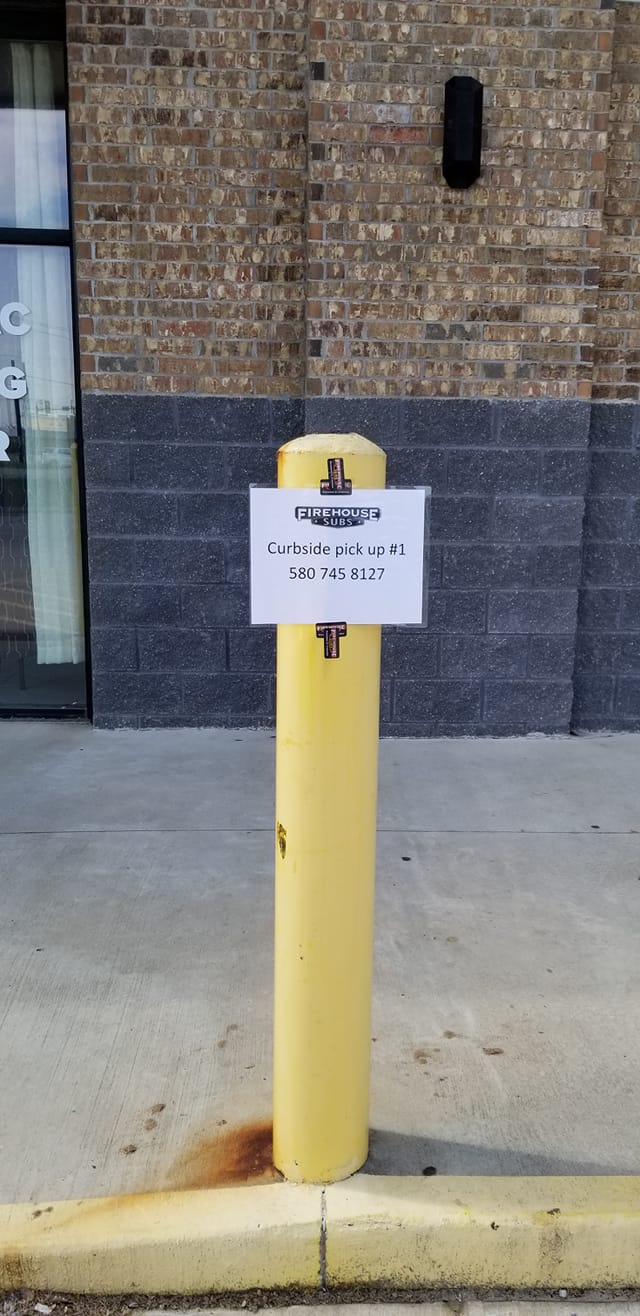 C
G
R
FIREHOUSE
SUBS
Curbside pick up #1
580 745 8127